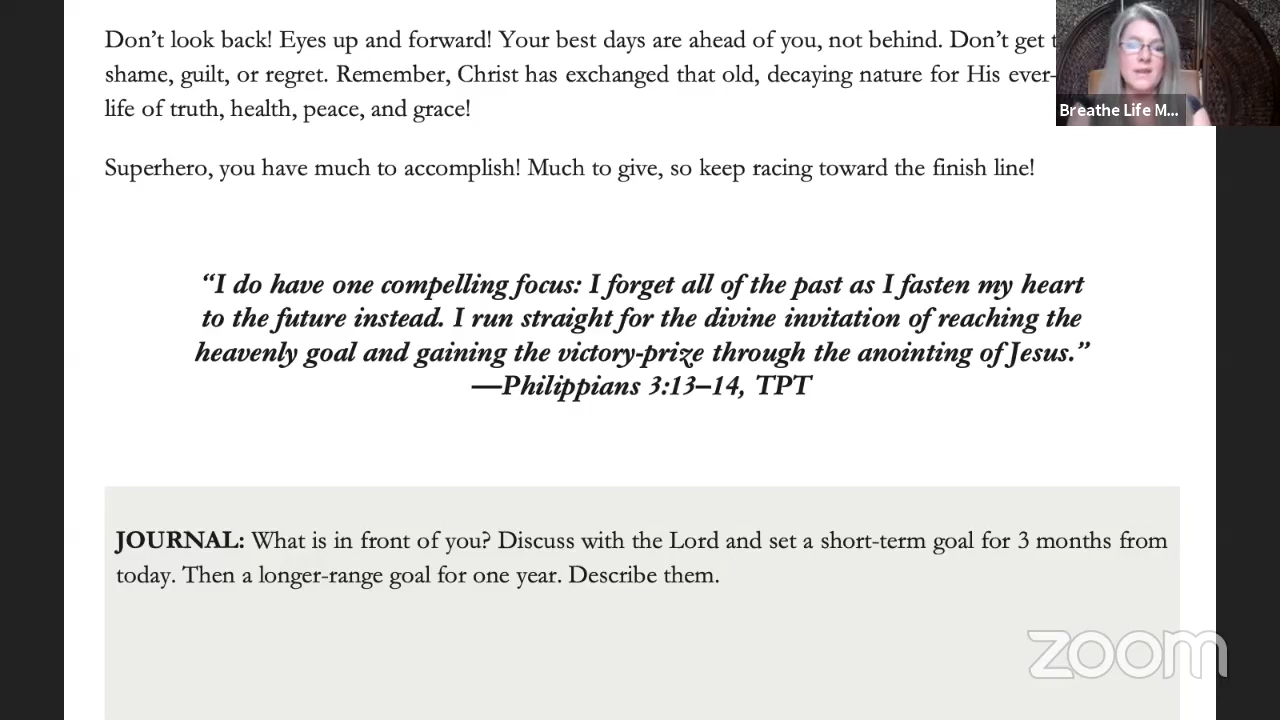 Don’t look back! Eyes up and forward! Your best days are ahead of you, not behind. Don’t get
shame, guilt, or regret. Remember, Christ has exchanged that old, decaying nature for His ever-
life of truth, health, peace, and grace!
Breathe Life M...
Superhero, you have much to accomplish! Much to give, so keep racing toward the finish line!
“I do have one compelling focus: I forget all of the past as I fasten my heart
to the future instead. I run straight for the divine invitation of reaching the
heavenly goal and gaining the victory-prize through the anointing of Jesus.”
—Philippians 3:13–14, TPT
JOURNAL: What is in front of you? Discuss with the Lord and set a short-term goal for 3 months from
today. Then a longer-range goal for one year. Describe them.
zoom